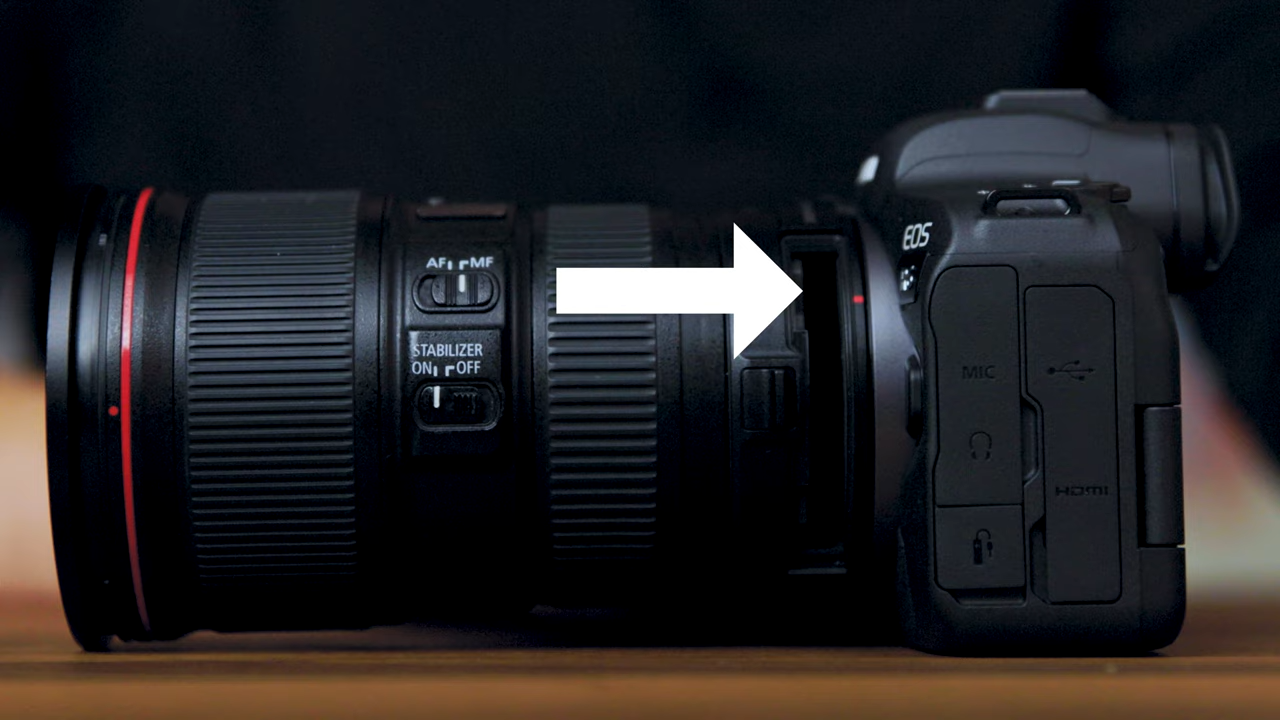 AF MF
STABILIZER
ON OFF
EOS
MIC
HDMI